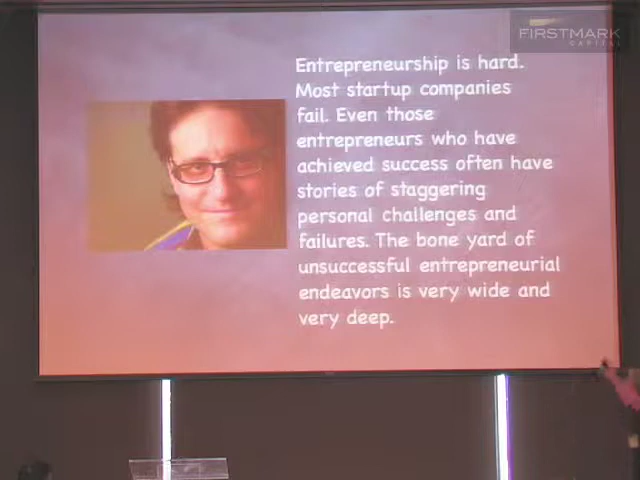 FIRSTMARK
CAPITAL
Entrepreneurship is hard.
Most startup companies
fail. Even those
entrepreneurs who have
achieved success often have
stories of staggering
personal challenges and
failures. The bone yard of
unsuccessful entrepreneurial
endeavors is very wide and
very deep.